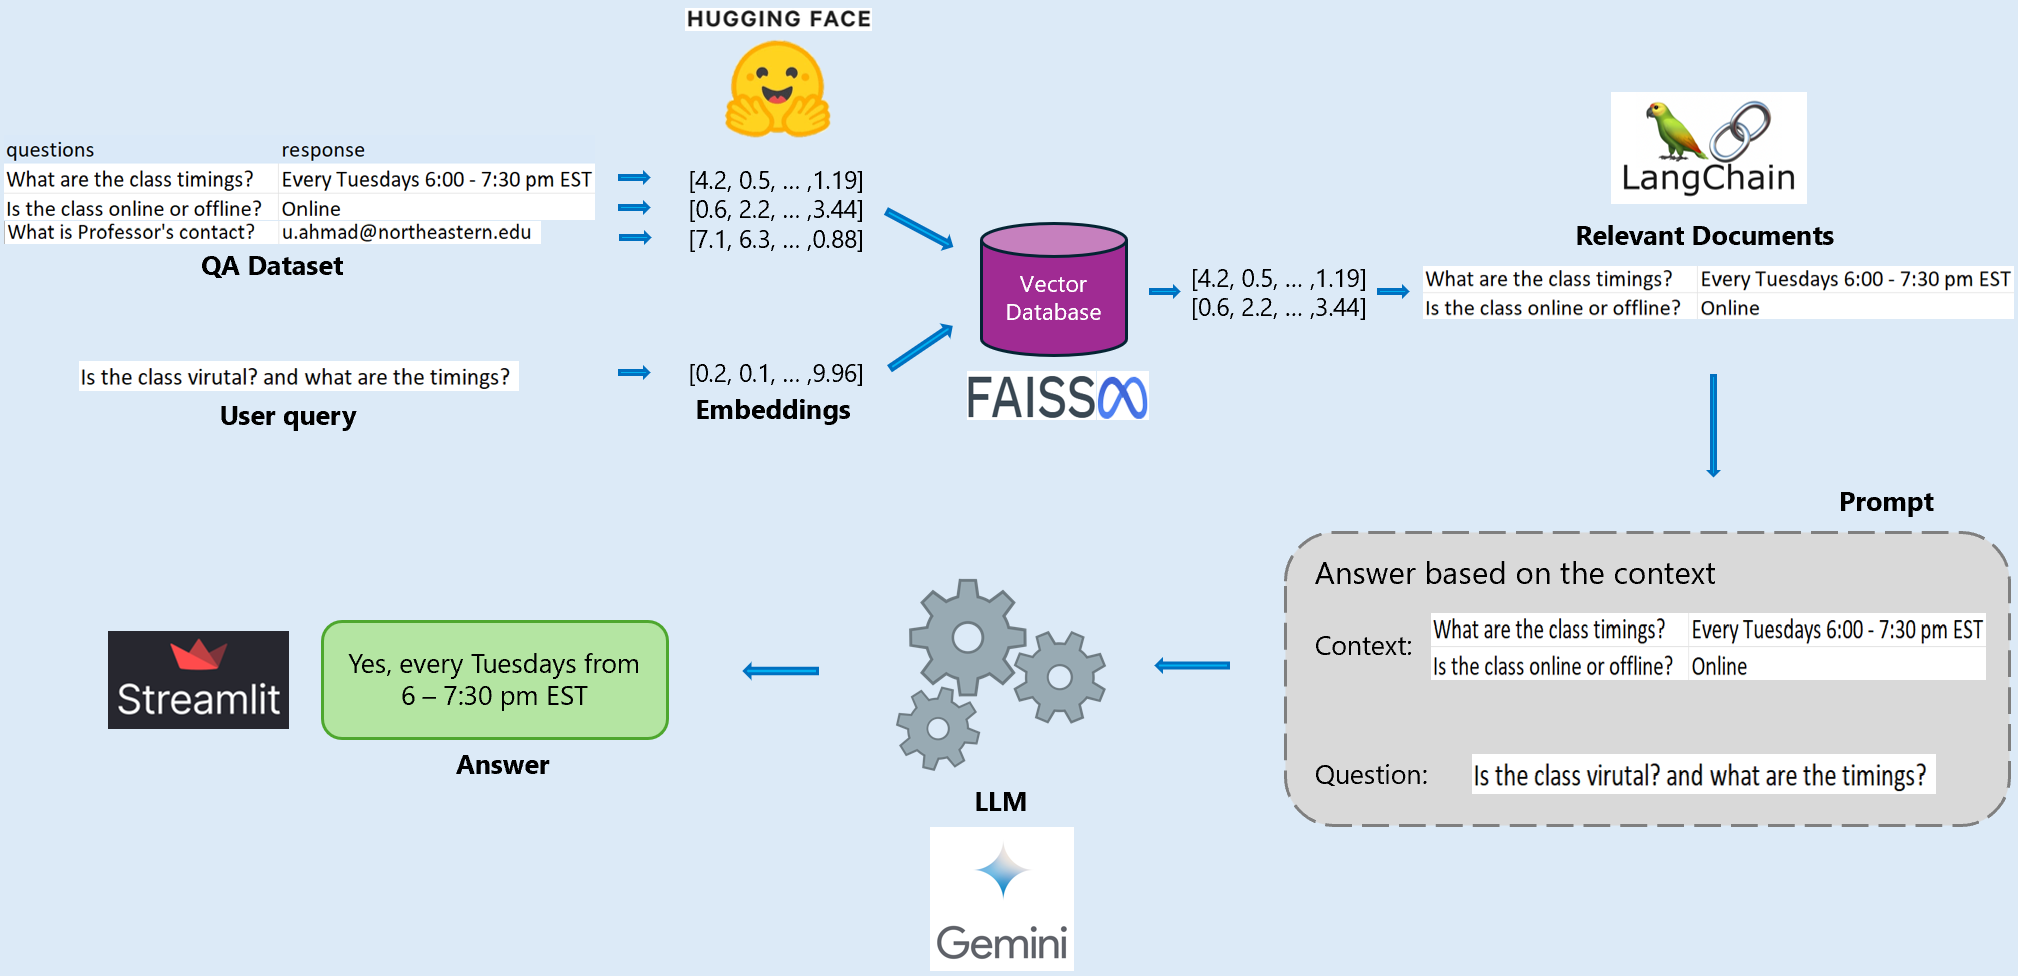 HUGGING FACE
questions response
What are the class timings? Every Tuesdays 6:00 - 7:30 pm EST
Is the class online or offline? Online
What is Professor's contact? u.ahmad@northeastern.edu
QA Dataset
[4.2, 0.5, ... ,1.19]
[0.6, 2.2, ... ,3.44]
[7.1, 6.3, ... ,0.88]
Is the class virutal? and what are the timings?
User query
[0.2, 0.1, ... ,9.96]
Embeddings
Vector
Database
FAISS
[4.2, 0.5, ... ,1.19]
[0.6, 2.2, ... ,3.44]
LangChain
Relevant Documents
What are the class timings? Every Tuesdays 6:00 - 7:30 pm EST
Is the class online or offline? Online
Prompt
Answer based on the context
Context:
What are the class timings? Every Tuesdays 6:00 - 7:30 pm EST
Is the class online or offline? Online
Question: Is the class virutal? and what are the timings?
LLM
Gemini
Yes, every Tuesdays from
6 – 7:30 pm EST
Answer
Streamlit